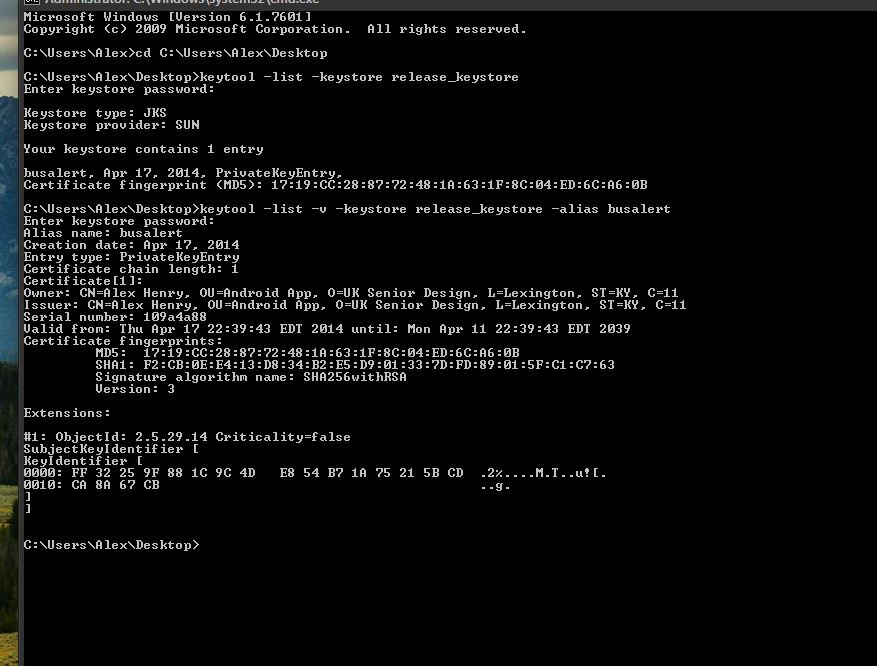 Administrator: C:\Windows\system32\cmd.exe
Microsoft Windows [Version 6.1.7601]
Copyright (c) 2009 Microsoft Corporation.  All rights reserved.
C:\Users\Alex>cd C:\Users\Alex\Desktop
C:\Users\Alex\Desktop>keytool -list -keystore release_keystore
Enter keystore password:
Keystore type: JKS
Keystore provider: SUN
Your keystore contains 1 entry
busalert, Apr 17, 2014, PrivateKeyEntry,
Certificate fingerprint (MD5): 17:19:CC:28:87:72:48:1A:63:1F:8C:04:ED:6C:A6:0B
C:\Users\Alex\Desktop>keytool -list -v -keystore release_keystore -alias busalert
Enter keystore password:
Alias name: busalert
Creation date: Apr 17, 2014
Entry type: PrivateKeyEntry
Certificate chain length: 1
Certificate[1]:
Owner: CN=Alex Henry, OU=Android App, O=UK Senior Design, L=Lexington, ST=KY, C=11
Issuer: CN=Alex Henry, OU=Android App, O=UK Senior Design, L=Lexington, ST=KY, C=11
Serial number: 109a4a88
Valid from: Thu Apr 17 22:39:43 EDT 2014 until: Mon Apr 11 22:39:43 EDT 2039
Certificate fingerprints:
MD5:  17:19:CC:28:87:72:48:1A:63:1F:8C:04:ED:6C:A6:0B
SHA1: F2:CB:0E:E4:13:D8:34:B2:E5:D9:01:33:7D:FD:89:01:5F:C1:C7:63
Signature algorithm name: SHA256withRSA
Version: 3
Extensions:
#1: ObjectId: 2.5.29.14 Criticality=false
SubjectKeyIdentifier [
KeyIdentifier [
0000: FF 32 25 9F 88 1C 9C 4D   E8 54 B7 1A 75 21 5B CD  .2%....M.T..u![.
0010: CA 8A 67 CB                                        ..g.
]
]
C:\Users\Alex\Desktop>